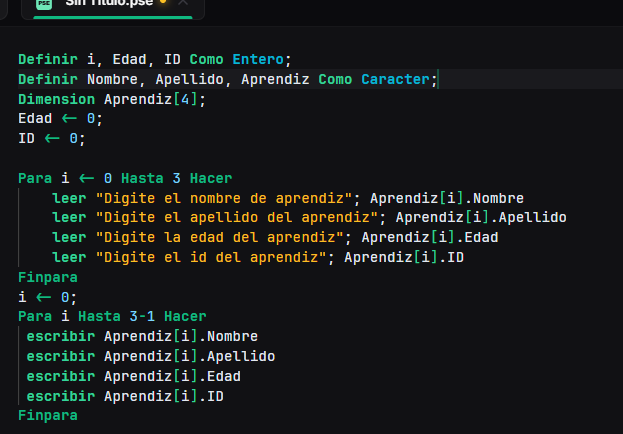 PSE Sin Título.pse
Definir i, Edad, ID Como Entero;
Definir Nombre, Apellido, Aprendiz Como Caracter;
Dimension Aprendiz[4];
Edad <- 0;
ID <- 0;
Para i <- 0 Hasta 3 Hacer
leer "Digite el nombre de aprendiz"; Aprendiz[i].Nombre
leer "Digite el apellido del aprendiz"; Aprendiz[i].Apellido
leer "Digite la edad del aprendiz"; Aprendiz[i].Edad
leer "Digite el id del aprendiz"; Aprendiz[i].ID
Finpara
i <- 0;
Para i Hasta 3-1 Hacer
escribir Aprendiz[i].Nombre
escribir Aprendiz[i].Apellido
escribir Aprendiz[i].Edad
escribir Aprendiz[i].ID
Finpara